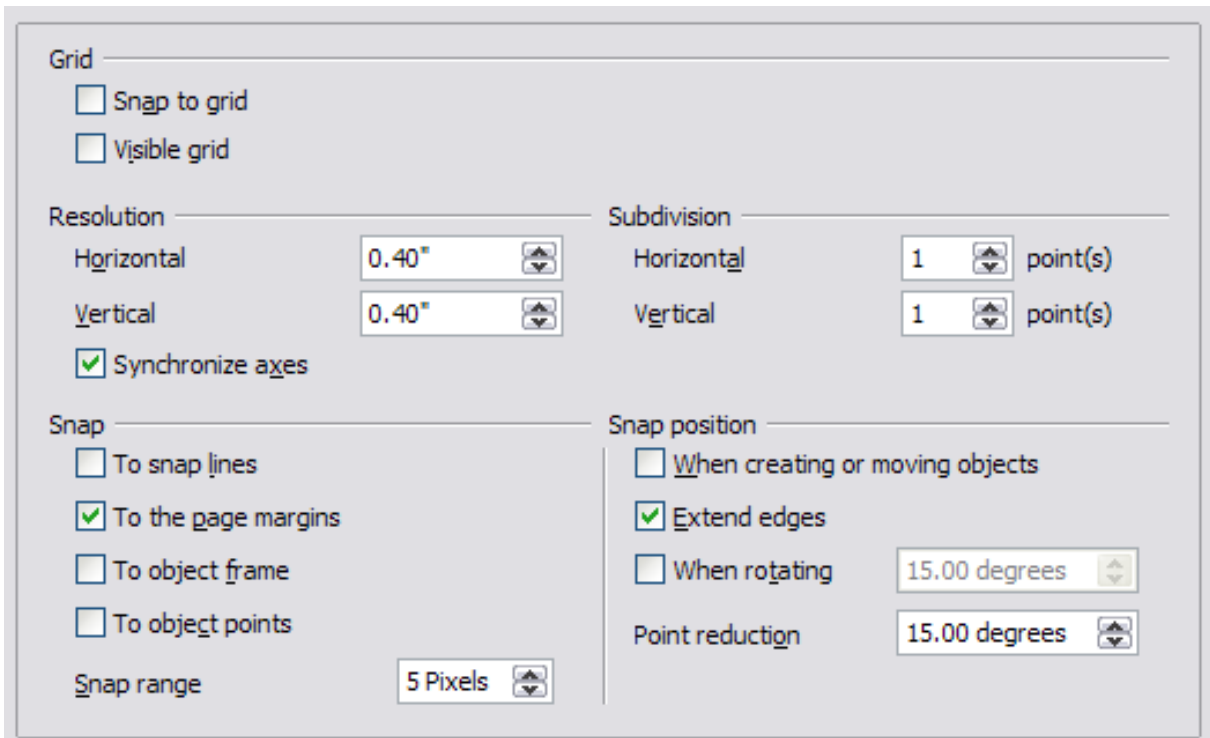 Grid
Snap to grid
Visible grid
Resolution
Horizontal 0.40"
Vertical 0.40"
Synchronize axes
Subdivision
Horizontal 1 point(s)
Vertical 1 point(s)
Snap
To snap lines
To the page margins
To object frame
To object points
Snap range 5 Pixels
Snap position
When creating or moving objects
Extend edges
When rotating 15.00 degrees
Point reduction 15.00 degrees